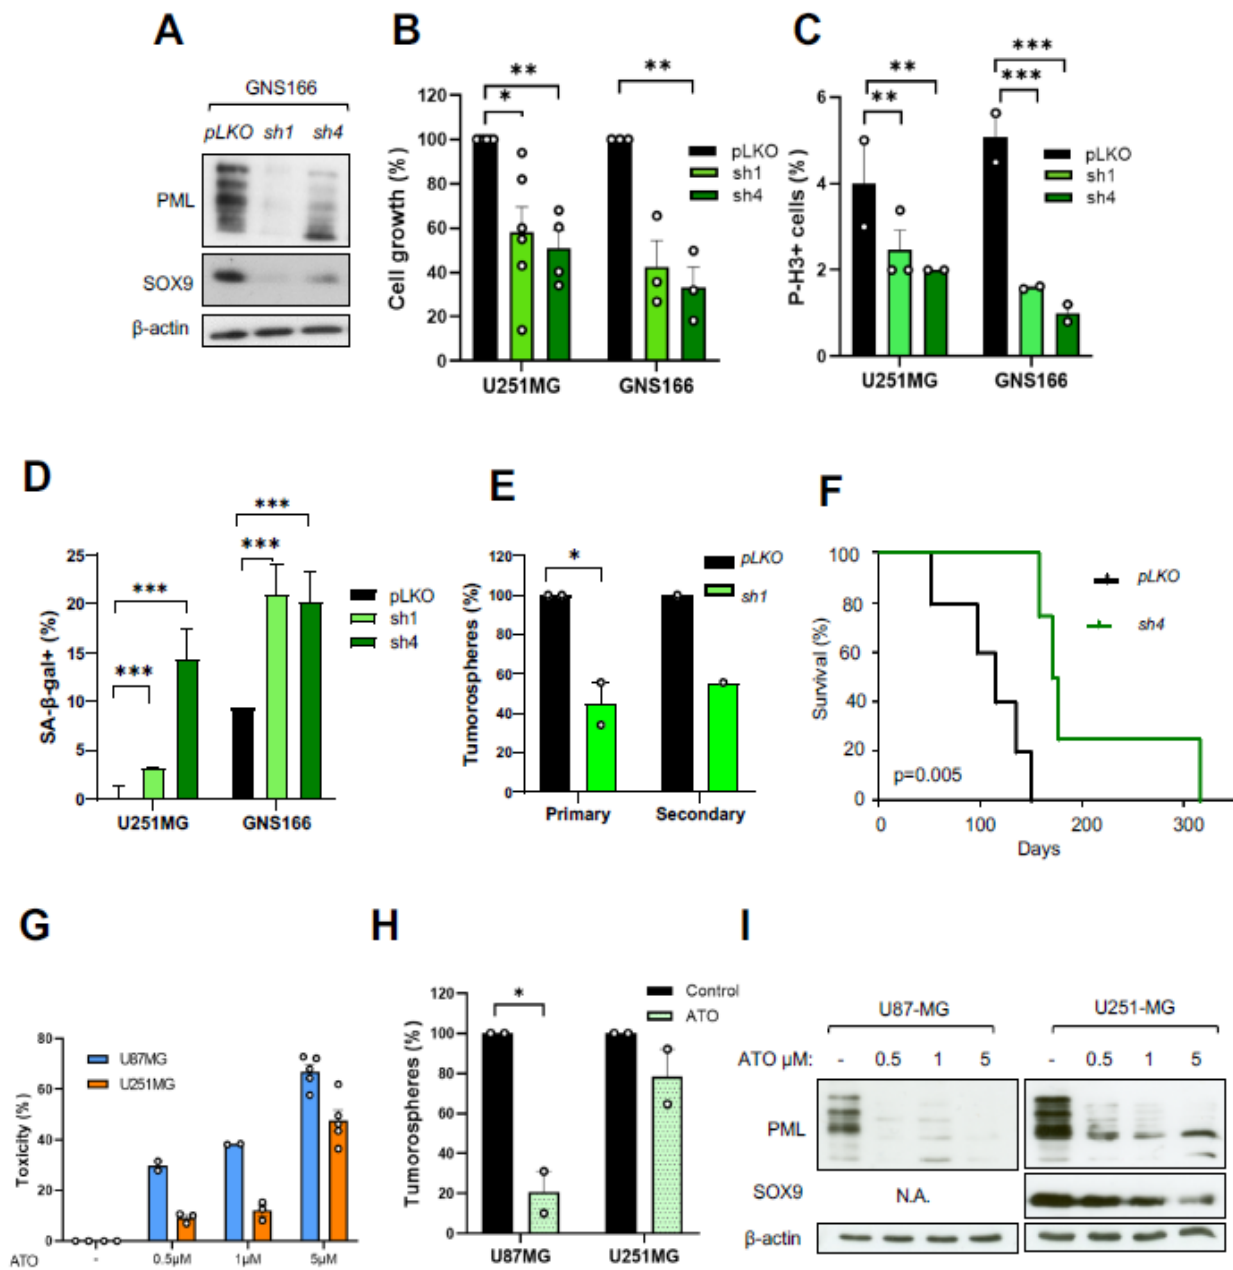 A
GNS166
pLKO sh1 sh4
PML
SOX9
β-actin
B
** **
*
120
100
80
60
40
20
0
Cell growth (%)
pLKO
sh1
sh4
U251MG GNS166
C
***
** ***
**
6
4
2
0
P-H3+ cells (%)
pLKO
sh1
sh4
U251MG GNS166
D
***
*** ***
***
25
20
15
10
5
0
SA-β-gal+ (%)
pLKO
sh1
sh4
U251MG GNS166
E
*
120
100
80
60
40
20
0
Tumorospheres (%)
pLKO
sh1
Primary Secondary
F
100
80
60
40
20
0
Survival (%)
pLKO
sh4
p=0.005
0 100 200 300
Days
G
80
60
40
20
0
Toxicity (%)
U87MG
U251MG
ATO - 0.5µM 1µM 5µM
H
*
120
100
80
60
40
20
0
Tumorospheres (%)
Control
ATO
U87MG U251MG
I
U87-MG U251-MG
ATO µM: - 0.5 1 5 - 0.5 1 5
PML
SOX9 N.A.
β-actin